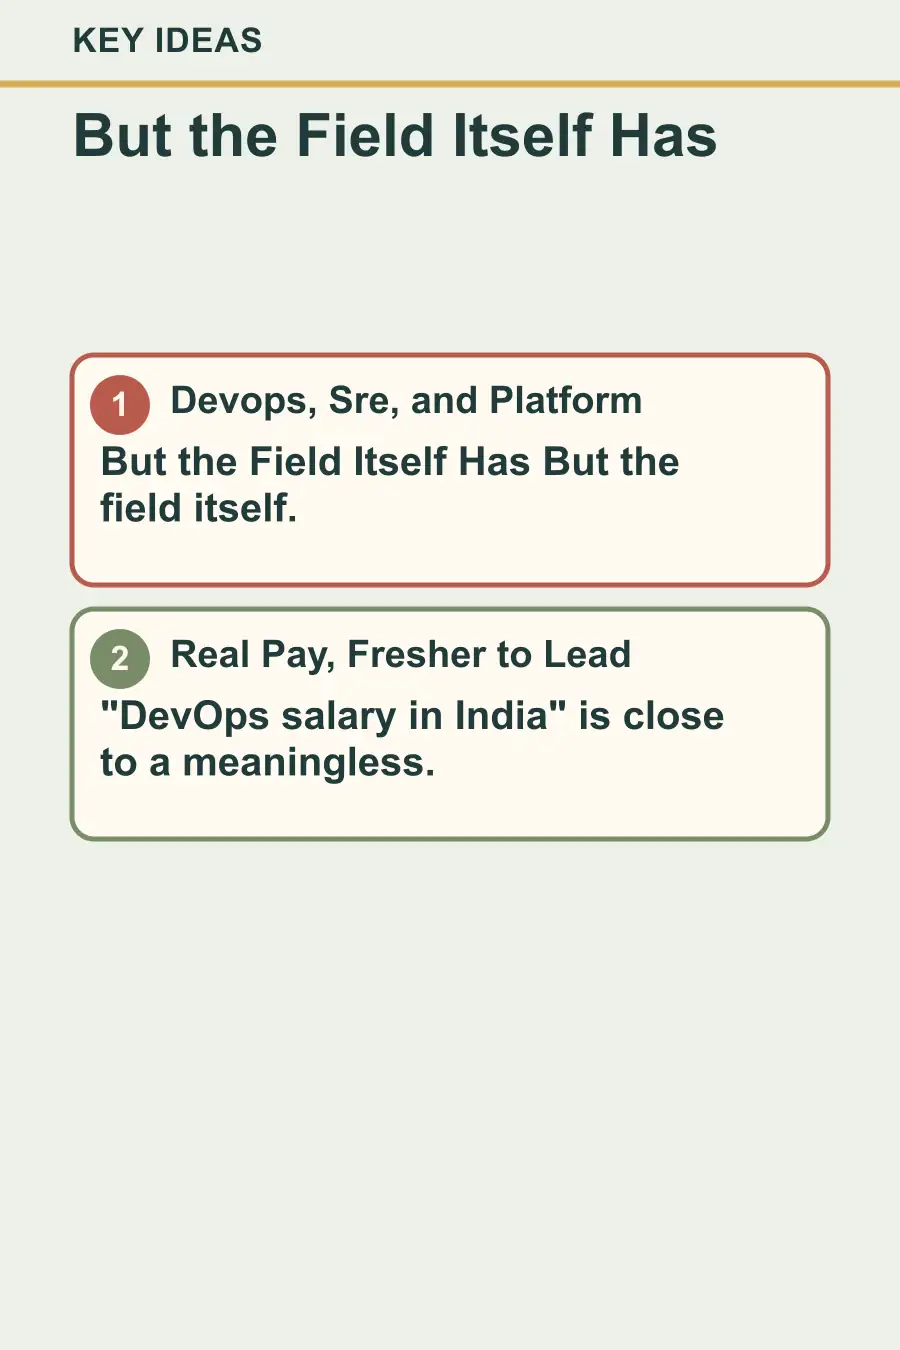 KEY IDEAS
But the Field Itself Has
1
Devops, Sre, and Platform
But the Field Itself Has But the
field itself.
2
Real Pay, Fresher to Lead
"DevOps salary in India" is close
to a meaningless.